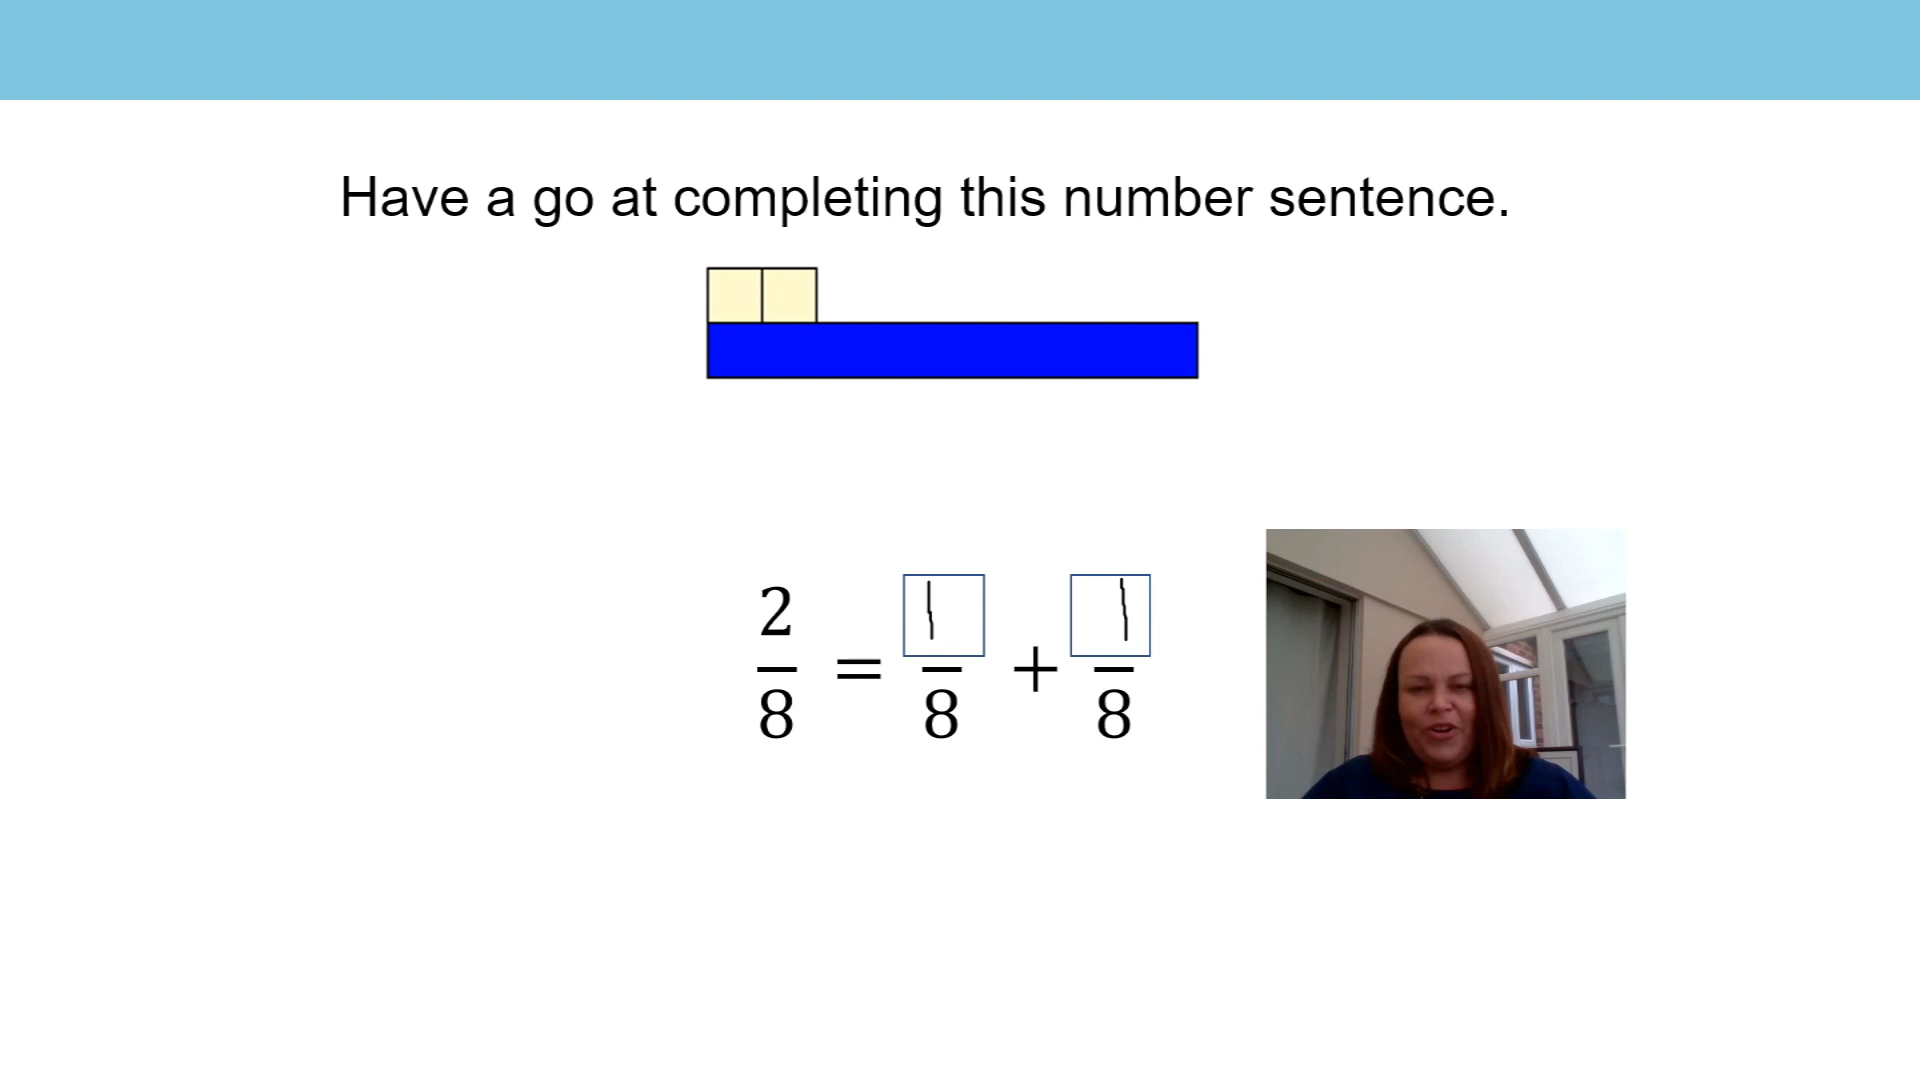 Have a go at completing this number sentence.
2/8 = 1/8 + 1/8